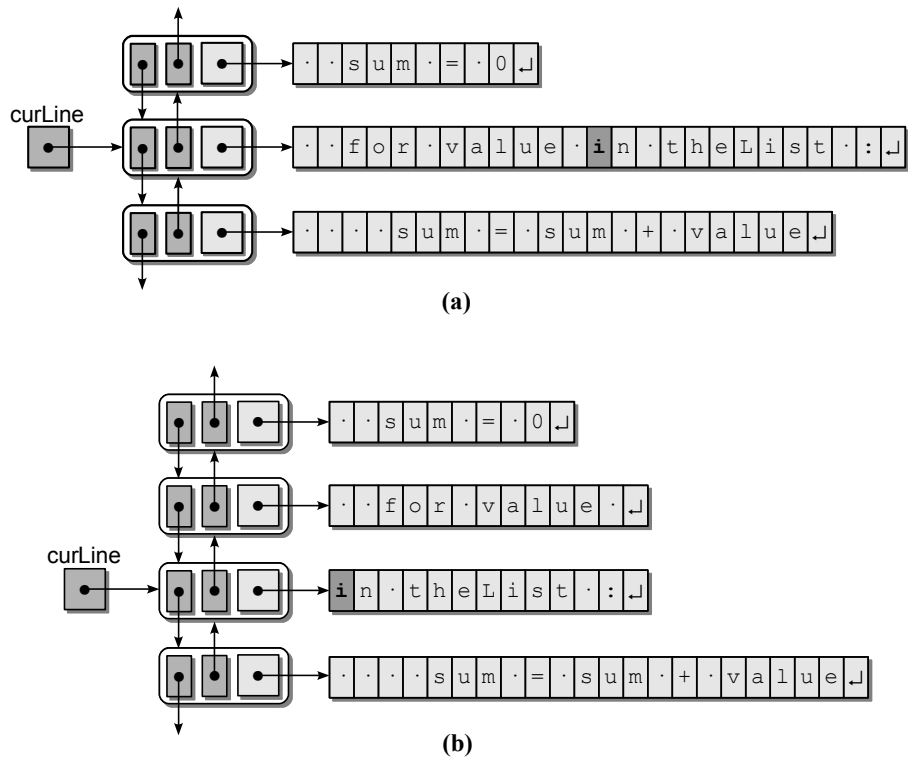 ··sum·=·0↵
curLine
··for·value·in·theList·:↵
····sum·=·sum·+·value↵
(a)
··sum·=·0↵
··for·value·↵
curLine
in·theList·:↵
····sum·=·sum·+·value↵
(b)